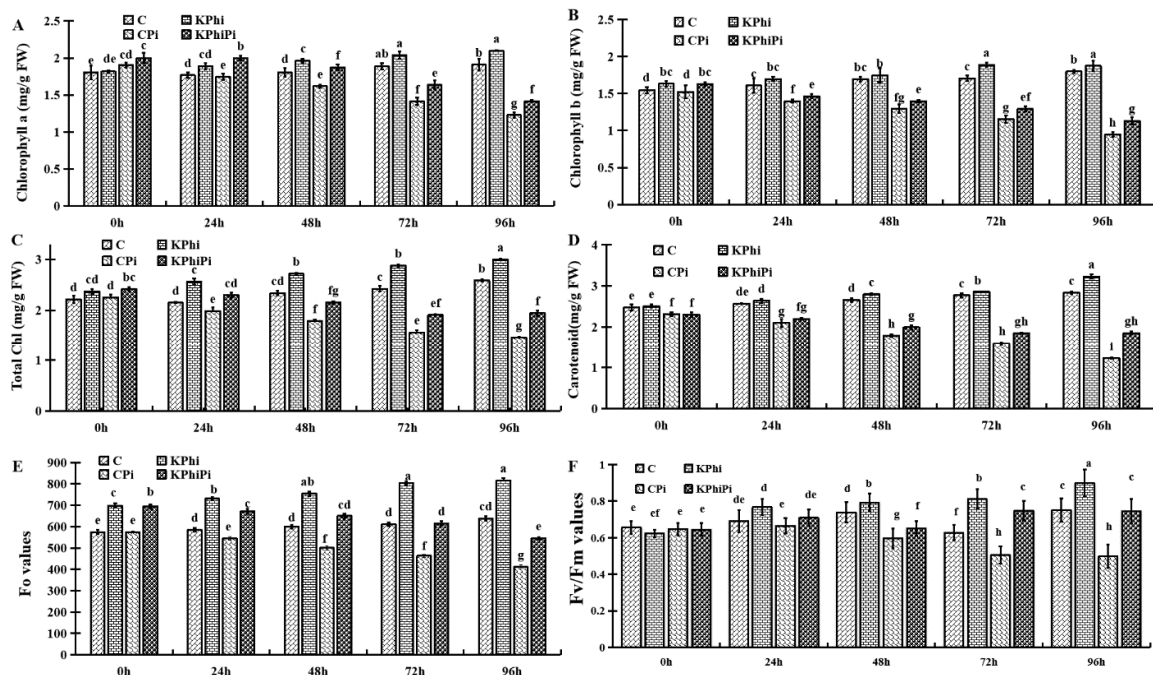 A
Chlorophyll a (mg/g FW)
C KPhi
CPi KPhiPi
2.5
2
1.5
1
0.5
0
e de cd c
d cd d b
d c e f
ab a f e
b a g f
0h 24h 48h 72h 96h
B
Chlorophyll b (mg/g FW)
C KPhi
CPi KPhiPi
2.5
2
1.5
1
0.5
0
d bc d bc
c bc f e
bc b fg e
c a g ef
b a h g
0h 24h 48h 72h 96h
C
Total Chl (mg/g FW)
C KPhi
CPi KPhiPi
3
2
1
0
d cd d bc
d c e cd
cd b f fg
c b e ef
b a g f
0h 24h 48h 72h 96h
D
Carotenoid(mg/g FW)
C KPhi
CPi KPhiPi
4
3
2
1
0
e e f f
de d g fg
d c h g
c b h gh
d a i gh
0h 24h 48h 72h 96h
E
Fo values
C KPhi
CPi KPhiPi
900
800
700
600
500
400
300
200
100
0
e c e b
e b e c
e ab f cd
d a f d
cd a g e
0h 24h 48h 72h 96h
F
Fv/Fm values
C KPhi
CPi KPhiPi
1
0.8
0.6
0.4
0.2
0
e ef e e
de d e de
d b g f
f b h c
c a h c
0h 24h 48h 72h 96h